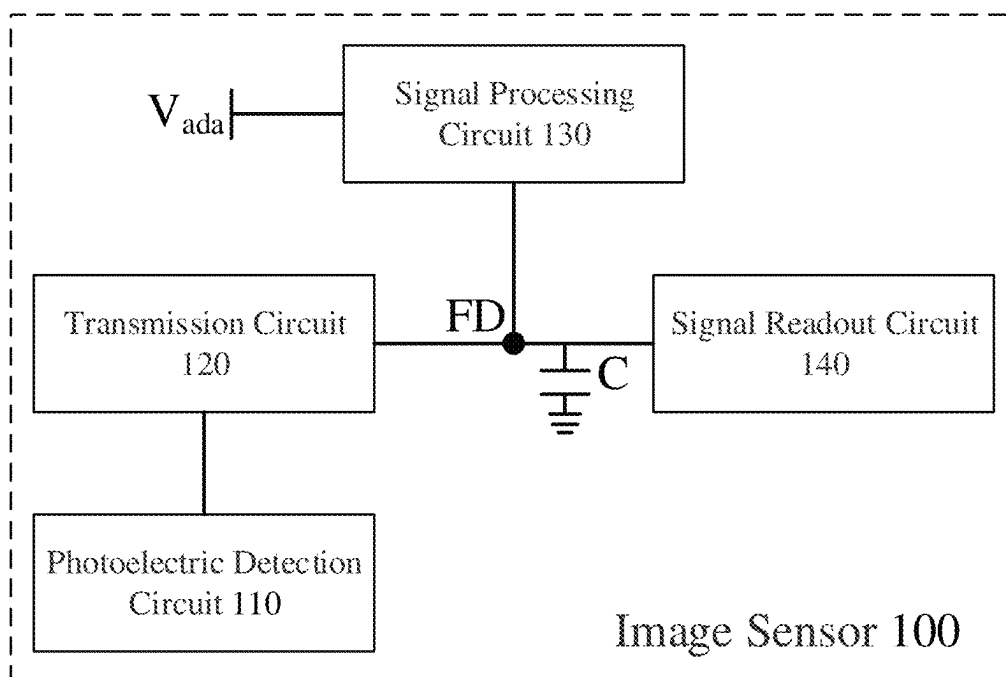 Signal Processing
Circuit 130
V_ada
Transmission Circuit
120
FD
C
Signal Readout Circuit
140
Photoelectric Detection
Circuit 110
Image Sensor 100